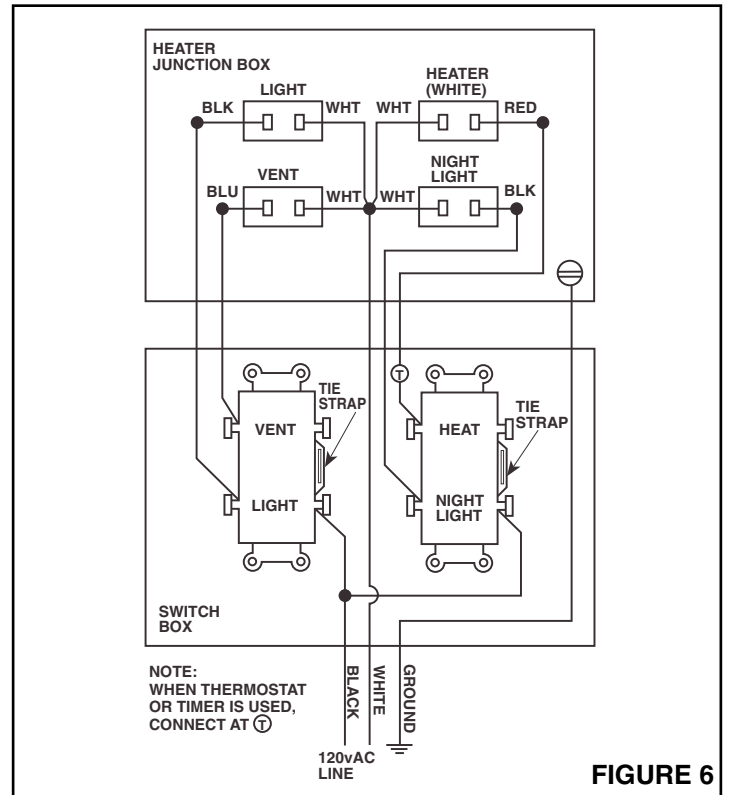 HEATER
JUNCTION BOX
LIGHT
HEATER
(WHITE)
BLK
WHT
WHT
RED
VENT
NIGHT
LIGHT
BLU
WHT
WHT
BLK
TIE
STRAP
T
TIE
STRAP
VENT
HEAT
LIGHT
NIGHT
LIGHT
SWITCH
BOX
NOTE:
WHEN THERMOSTAT
OR TIMER IS USED,
CONNECT AT Ⓣ
BLACK
WHITE
GROUND
120vAC
LINE
FIGURE 6